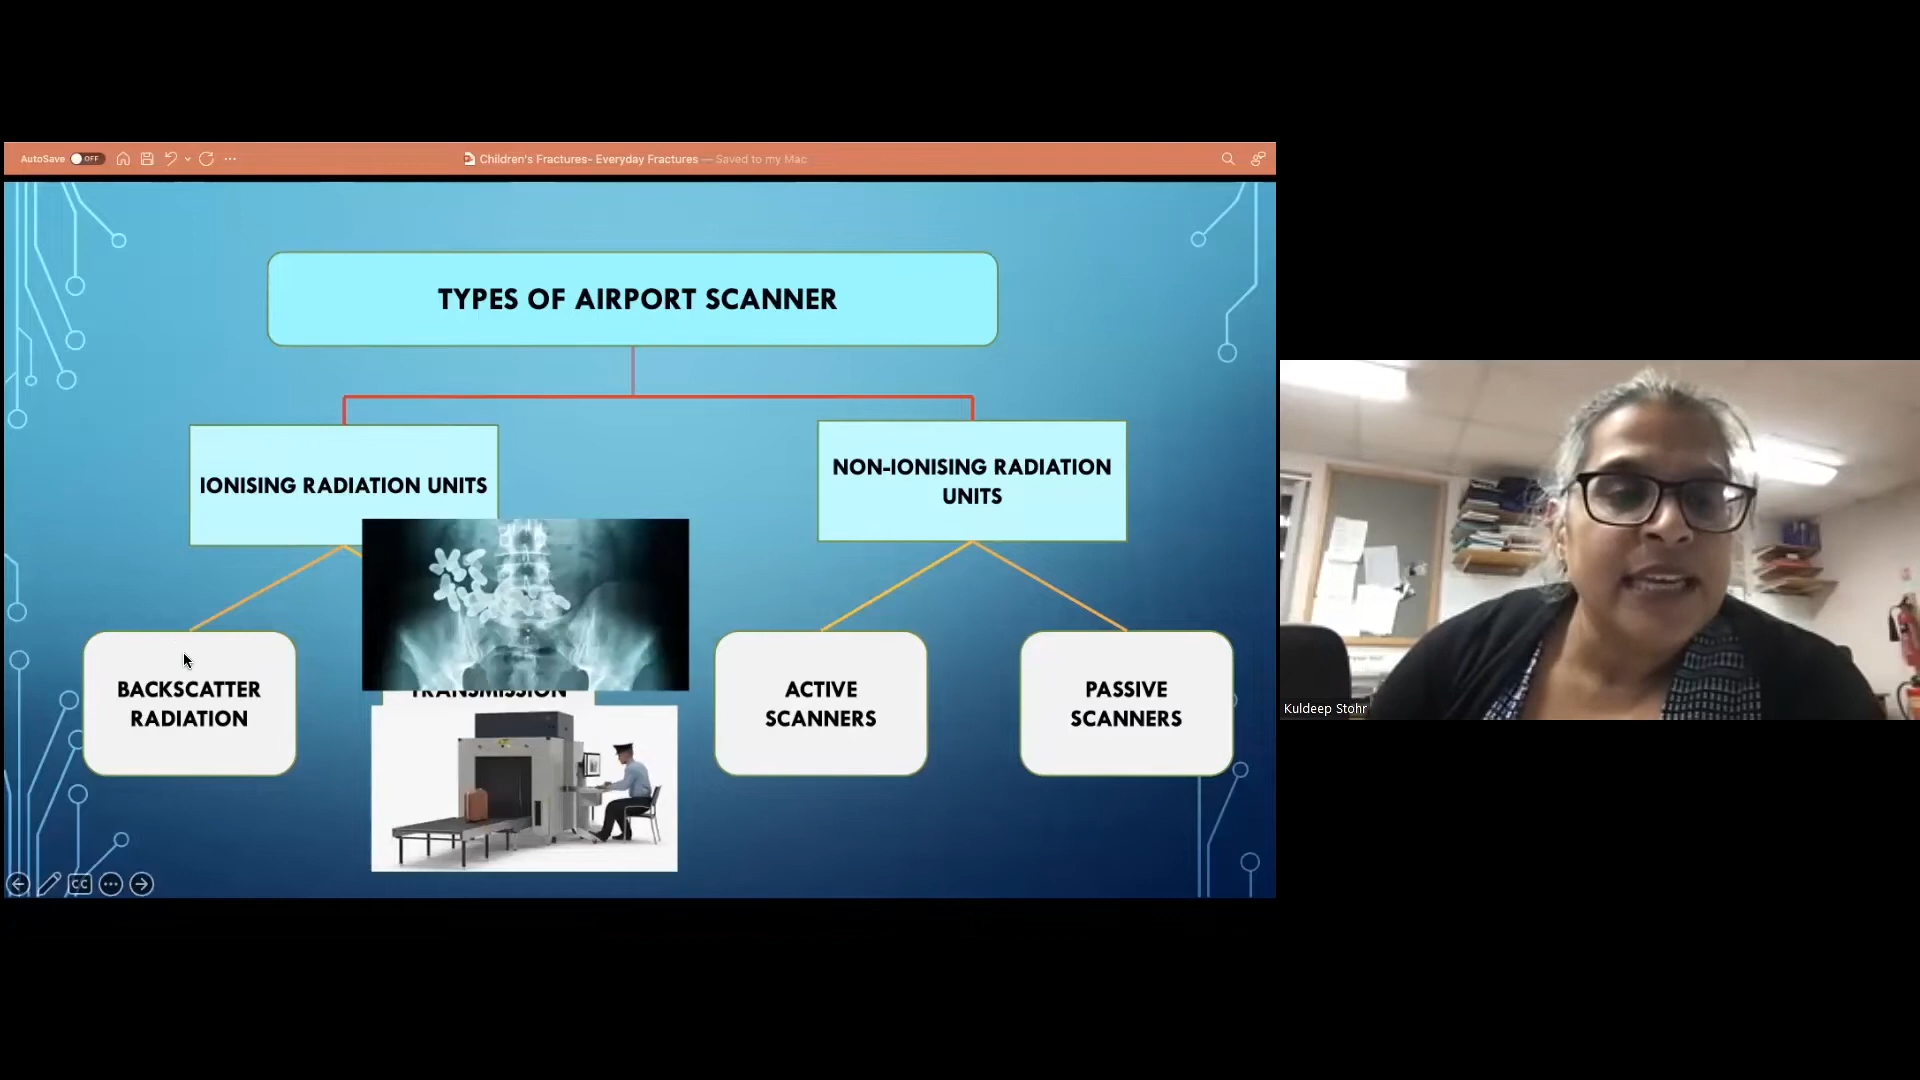 AutoSave OFF
Children's Fractures- Everyday Fractures — Saved to my Mac
TYPES OF AIRPORT SCANNER
IONISING RADIATION UNITS
NON-IONISING RADIATION
UNITS
BACKSCATTER
RADIATION
TRANSMISSION
ACTIVE
SCANNERS
PASSIVE
SCANNERS
CC
Kuldeep Stohr